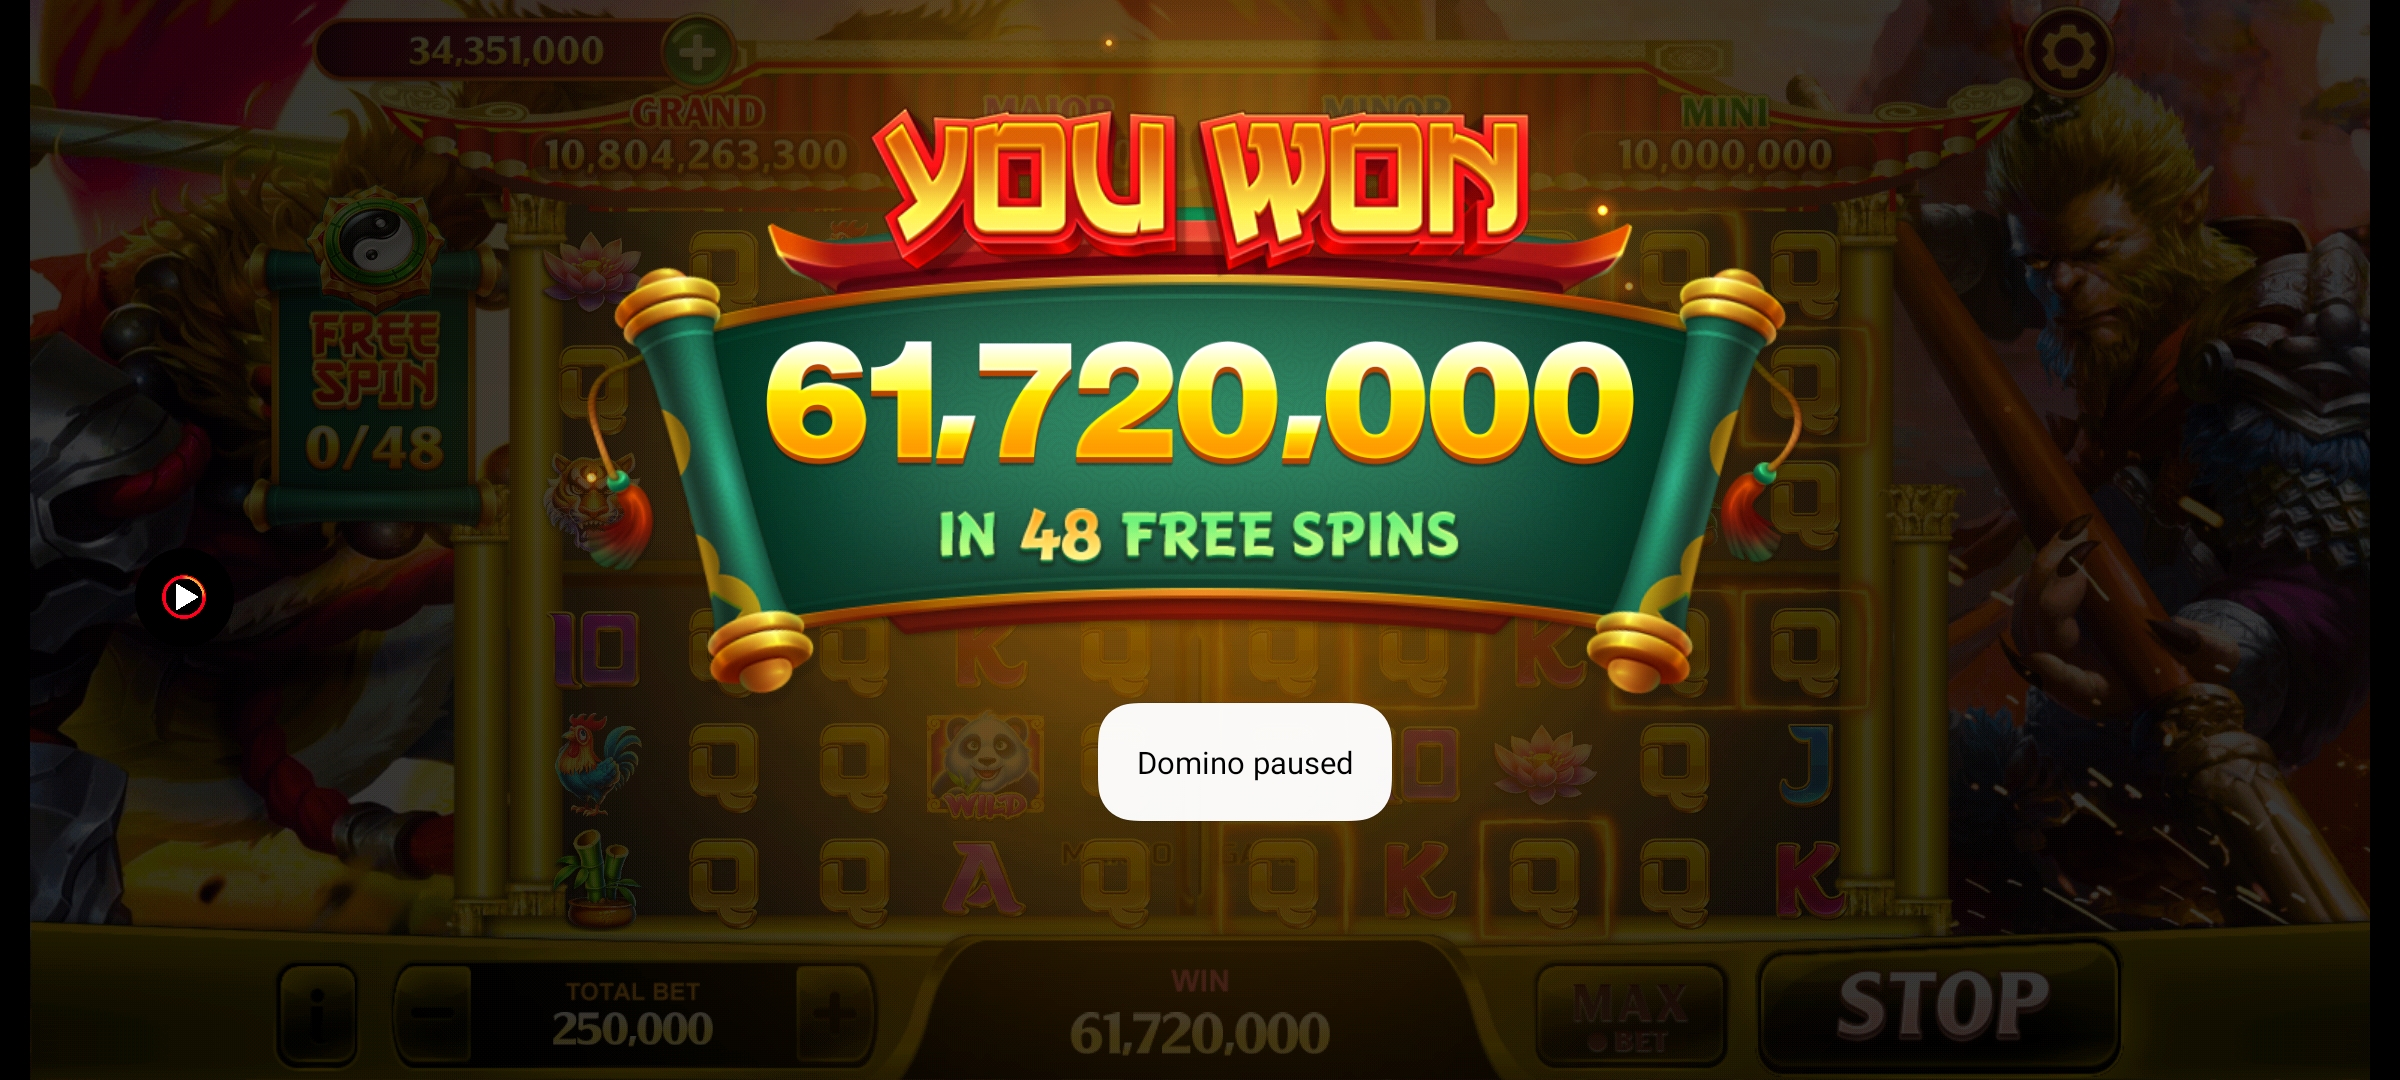 34,351,000
GRAND
MAJOR
MINOR
MINI
10,804,263,300
10,000,000
YOU WON
61,720,000
IN 48 FREE SPINS
FREE
SPIN
0/48
10
Q
Q
K
Q
Q
Q
K
Q
Q
WILD
Domino paused
Q
J
Q
Q
A
Q
Q
K
Q
Q
K
TOTAL BET
250,000
WIN
61,720,000
MAX
BET
STOP